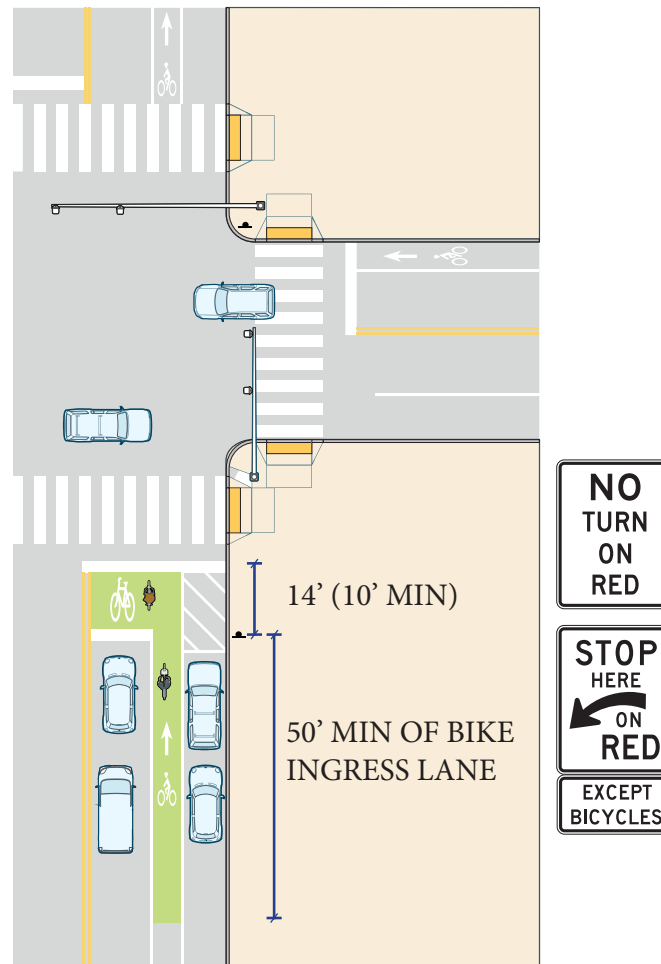 14’ (10’ MIN)
50’ MIN OF BIKE
INGRESS LANE
NO
TURN
ON
RED
STOP
HERE
ON
RED
EXCEPT
BICYCLES